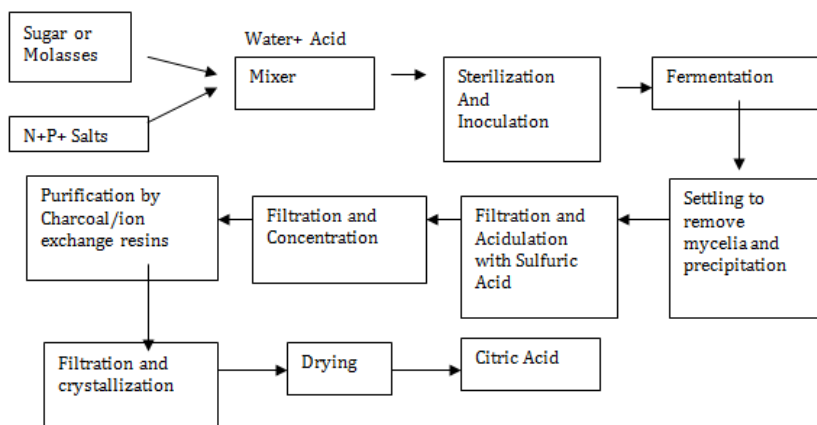 Sugar or
Molasses
Water+ Acid
Mixer
Sterilization
And
Inoculation
Fermentation
N+P+ Salts
Purification by
Charcoal/ion
exchange resins
Filtration and
Concentration
Filtration and
Acidulation
with Sulfuric
Acid
Settling to
remove
mycelia and
precipitation
Filtration and
crystallization
Drying
Citric Acid